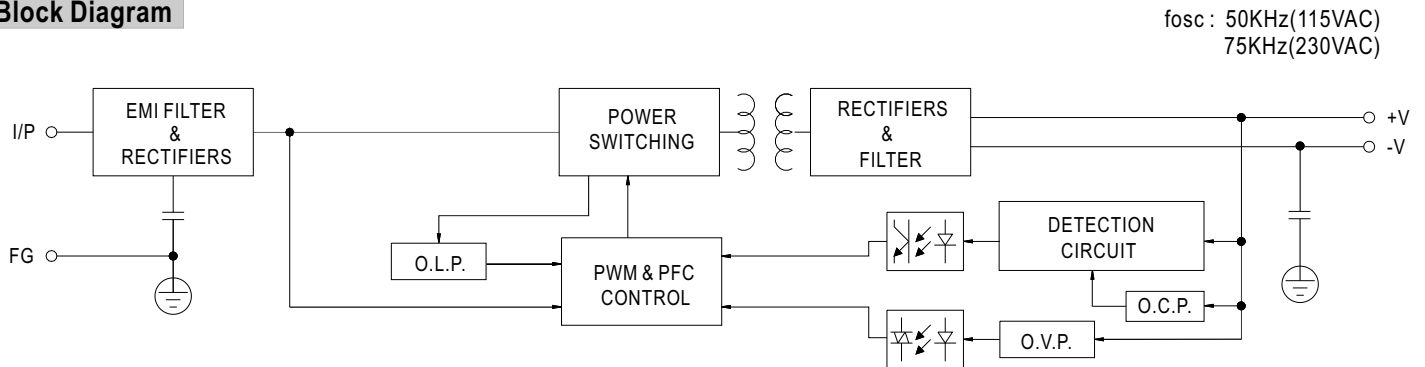 Block Diagram
fosc : 50KHz(115VAC)
75KHz(230VAC)
I/P
EMI FILTER
&
RECTIFIERS
POWER
SWITCHING
RECTIFIERS
&
FILTER
+V
-V
FG
O.L.P.
PWM & PFC
CONTROL
DETECTION
CIRCUIT
O.C.P.
O.V.P.